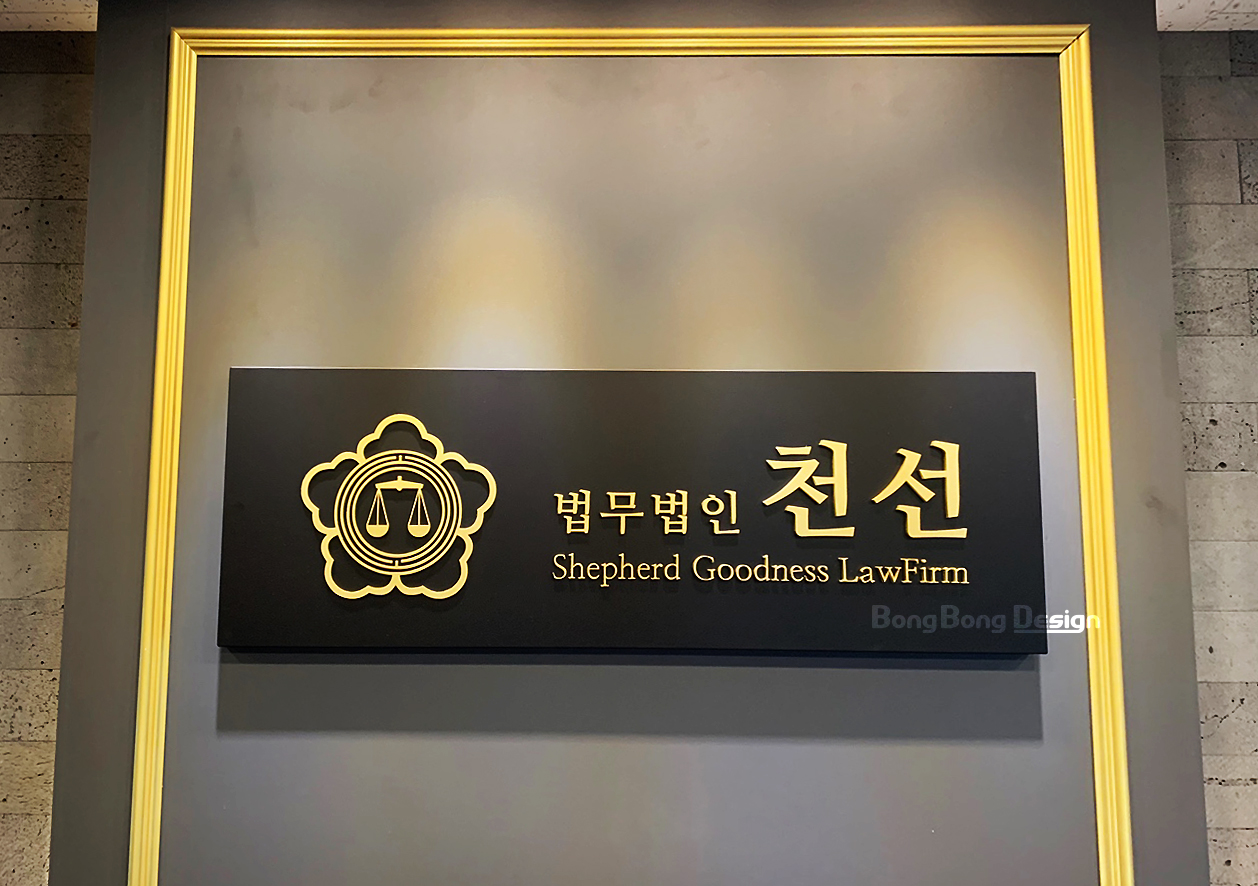 법무법인 천선
Shepherd Goodness LawFirm
BongBong Design